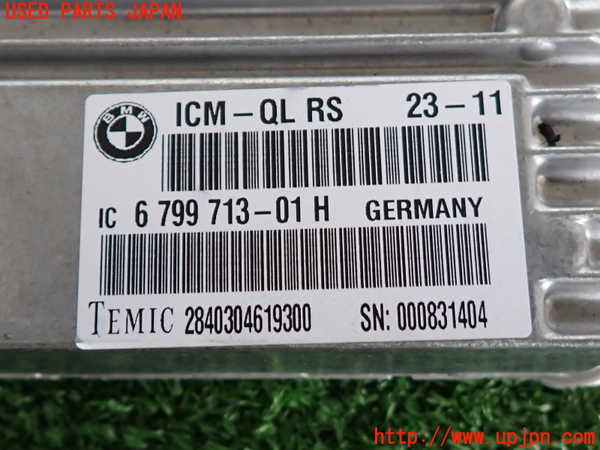 USED PARTS JAPAN
BMW
ICM-QL RS 23-11
IC 6 799 713-01 H GERMANY
TEMIC 2840304619300 SN: 000831404
http://www.upjpn.com/